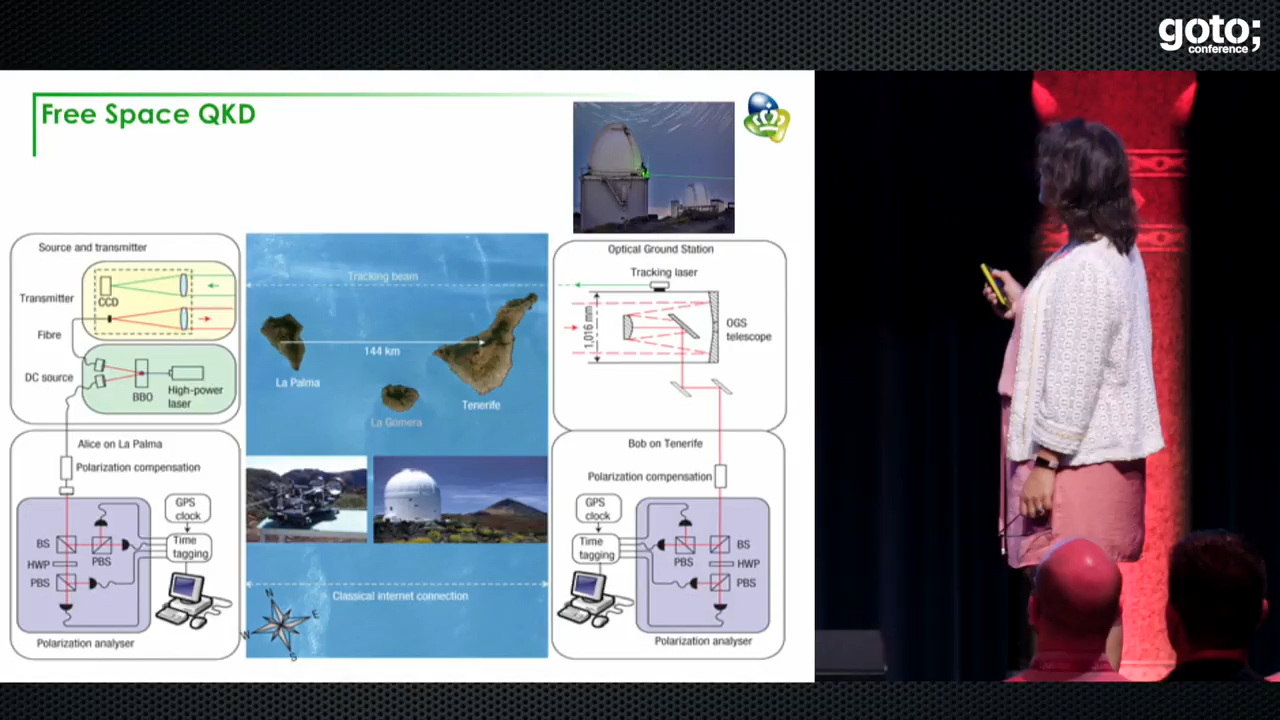 goto;
conference
Free Space QKD
Source and transmitter
Transmitter
CCD
Fibre
DC source
BBO
High-power
laser
Alice on La Palma
Polarization compensation
GPS
clock
BS
PBS
HWP
PBS
Time
tagging
Polarization analyser
Tracking beam
144 km
La Palma
La Gomera
Tenerife
Classical internet connection
N
E
S
W
Optical Ground Station
Tracking laser
1,016 mm
OGS
telescope
Bob on Tenerife
Polarization compensation
GPS
clock
Time
tagging
PBS
BS
HWP
PBS
Polarization analyser